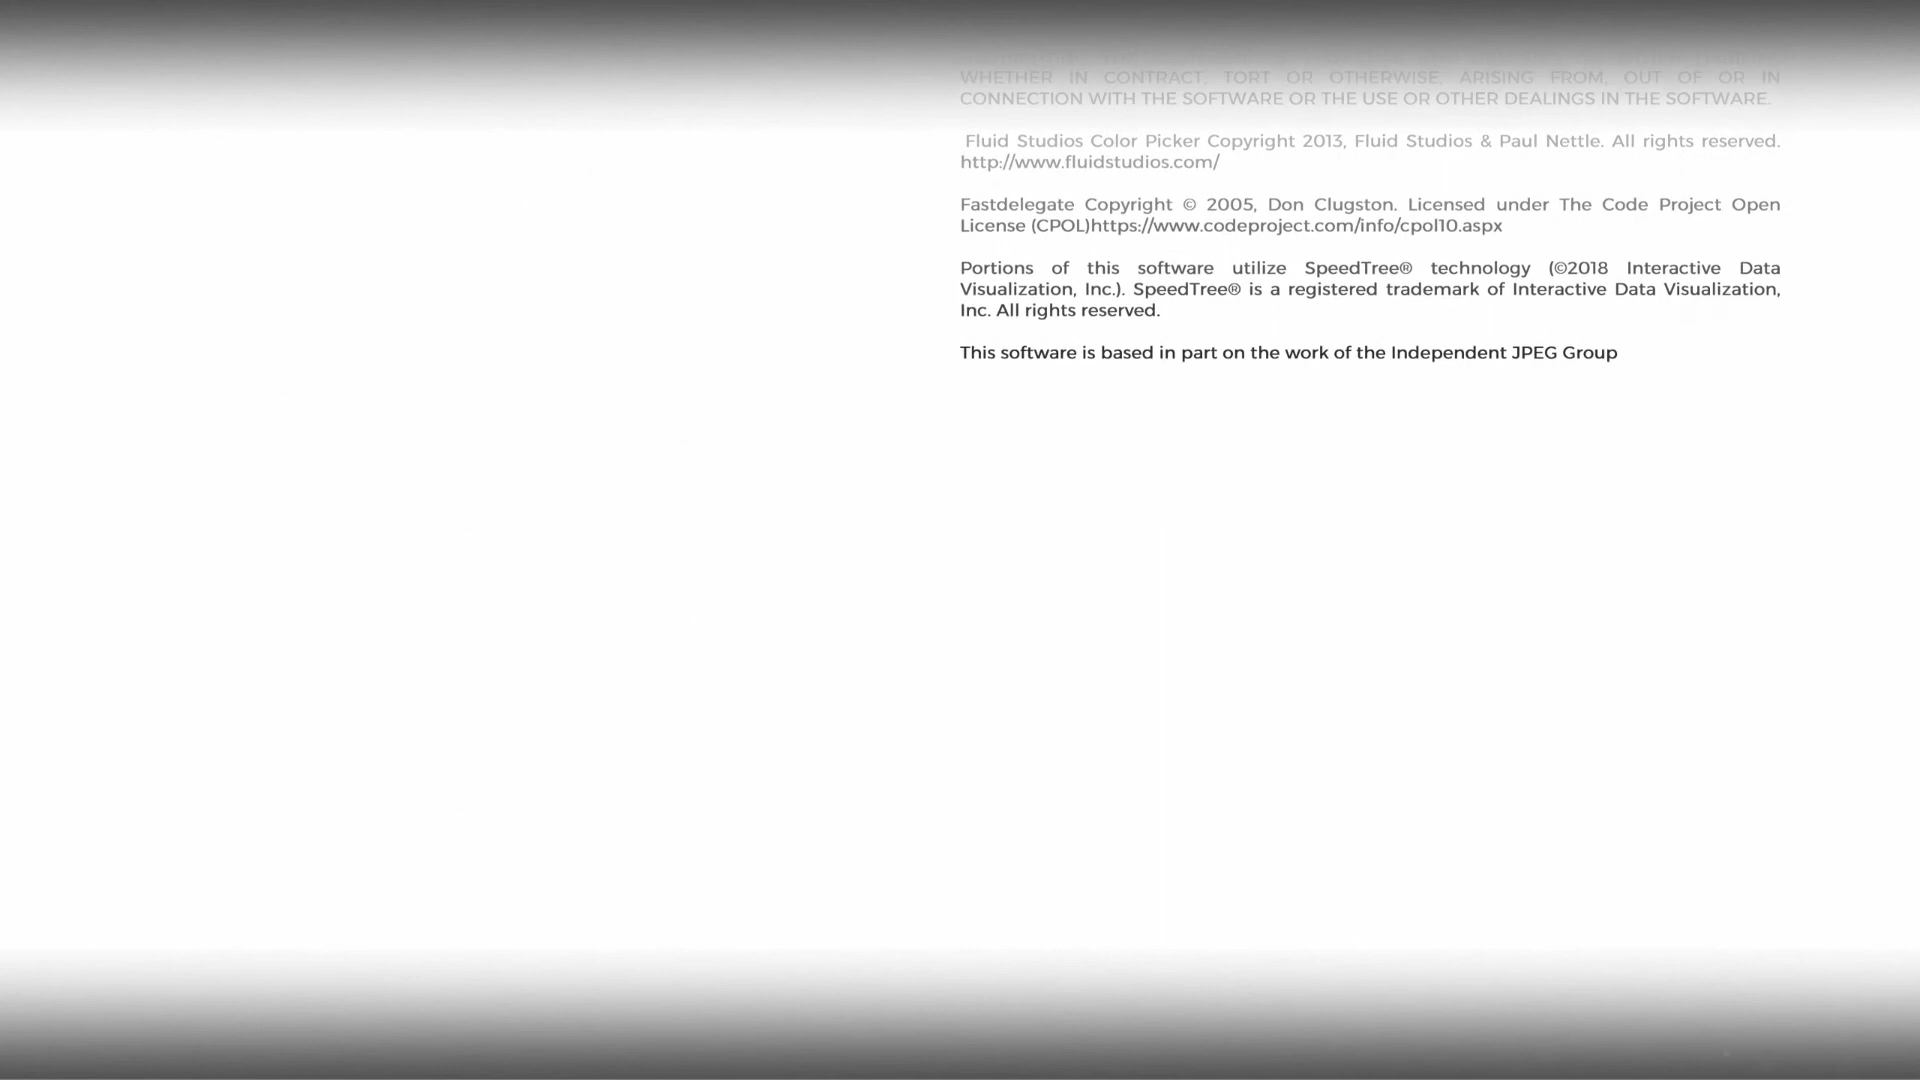 WHETHER IN CONTRACT, TORT OR OTHERWISE, ARISING FROM, OUT OF OR IN
CONNECTION WITH THE SOFTWARE OR THE USE OR OTHER DEALINGS IN THE SOFTWARE.
Fluid Studios Color Picker Copyright 2013, Fluid Studios & Paul Nettle. All rights reserved.
http://www.fluidstudios.com/
Fastdelegate Copyright © 2005, Don Clugston. Licensed under The Code Project Open
License (CPOL)https://www.codeproject.com/info/cpol10.aspx
Portions of this software utilize SpeedTree® technology (©2018 Interactive Data
Visualization, Inc.). SpeedTree® is a registered trademark of Interactive Data Visualization,
Inc. All rights reserved.
This software is based in part on the work of the Independent JPEG Group